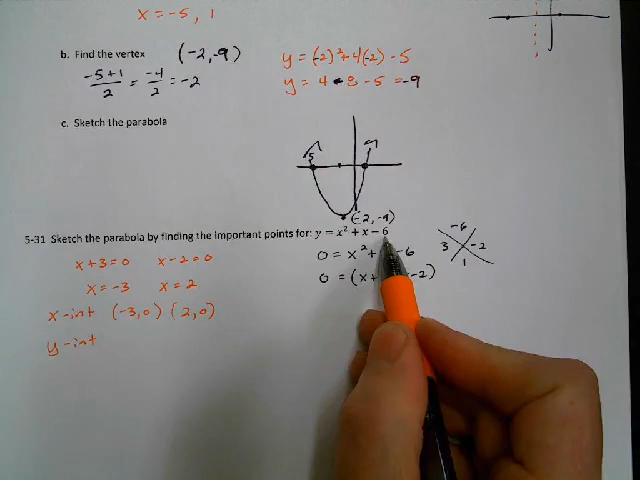 x = -5, 1
b. Find the vertex (-2, -9)
y = (-2)² + 4(-2) - 5
-5+1/2 = -4/2 = -2
y = 4 - 8 - 5 = -9
c. Sketch the parabola
-5
(-2, -9)
5-31 Sketch the parabola by finding the important points for: y = x² + x − 6
x+3=0 x-2=0
0 = x² + -6
-6
3 -2
1
x = -3 x = 2
0 = (x+ -2)
x-int (-3,0) (2,0)
y-int